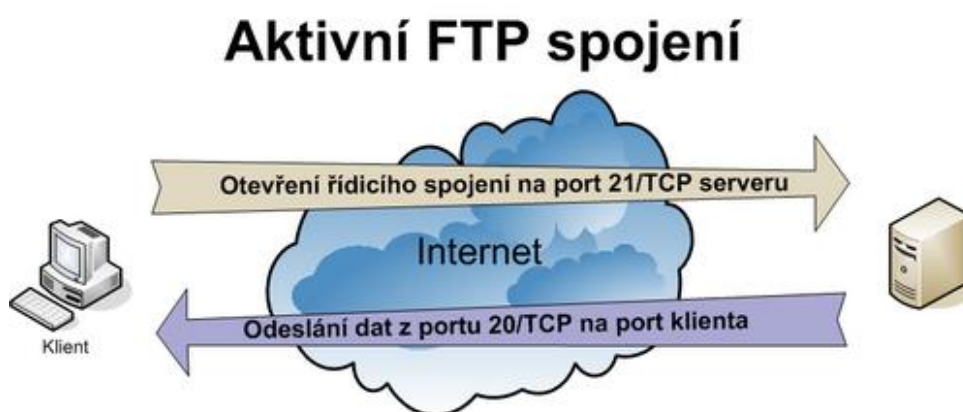 Aktivní FTP spojení
Otevření řídicího spojení na port 21/TCP serveru
Internet
Odeslání dat z portu 20/TCP na port klienta
Klient